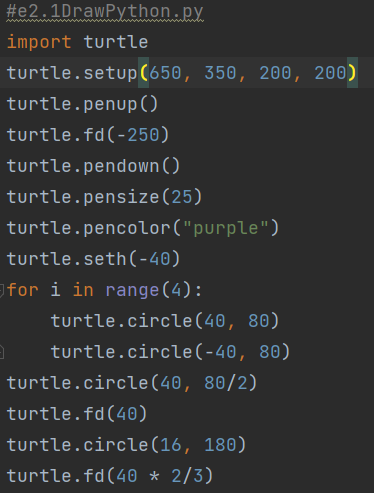 #e2.1DrawPython.py
import turtle
turtle.setup(650, 350, 200, 200)
turtle.penup()
turtle.fd(-250)
turtle.pendown()
turtle.pensize(25)
turtle.pencolor("purple")
turtle.seth(-40)
for i in range(4):
    turtle.circle(40, 80)
    turtle.circle(-40, 80)
turtle.circle(40, 80/2)
turtle.fd(40)
turtle.circle(16, 180)
turtle.fd(40 * 2/3)